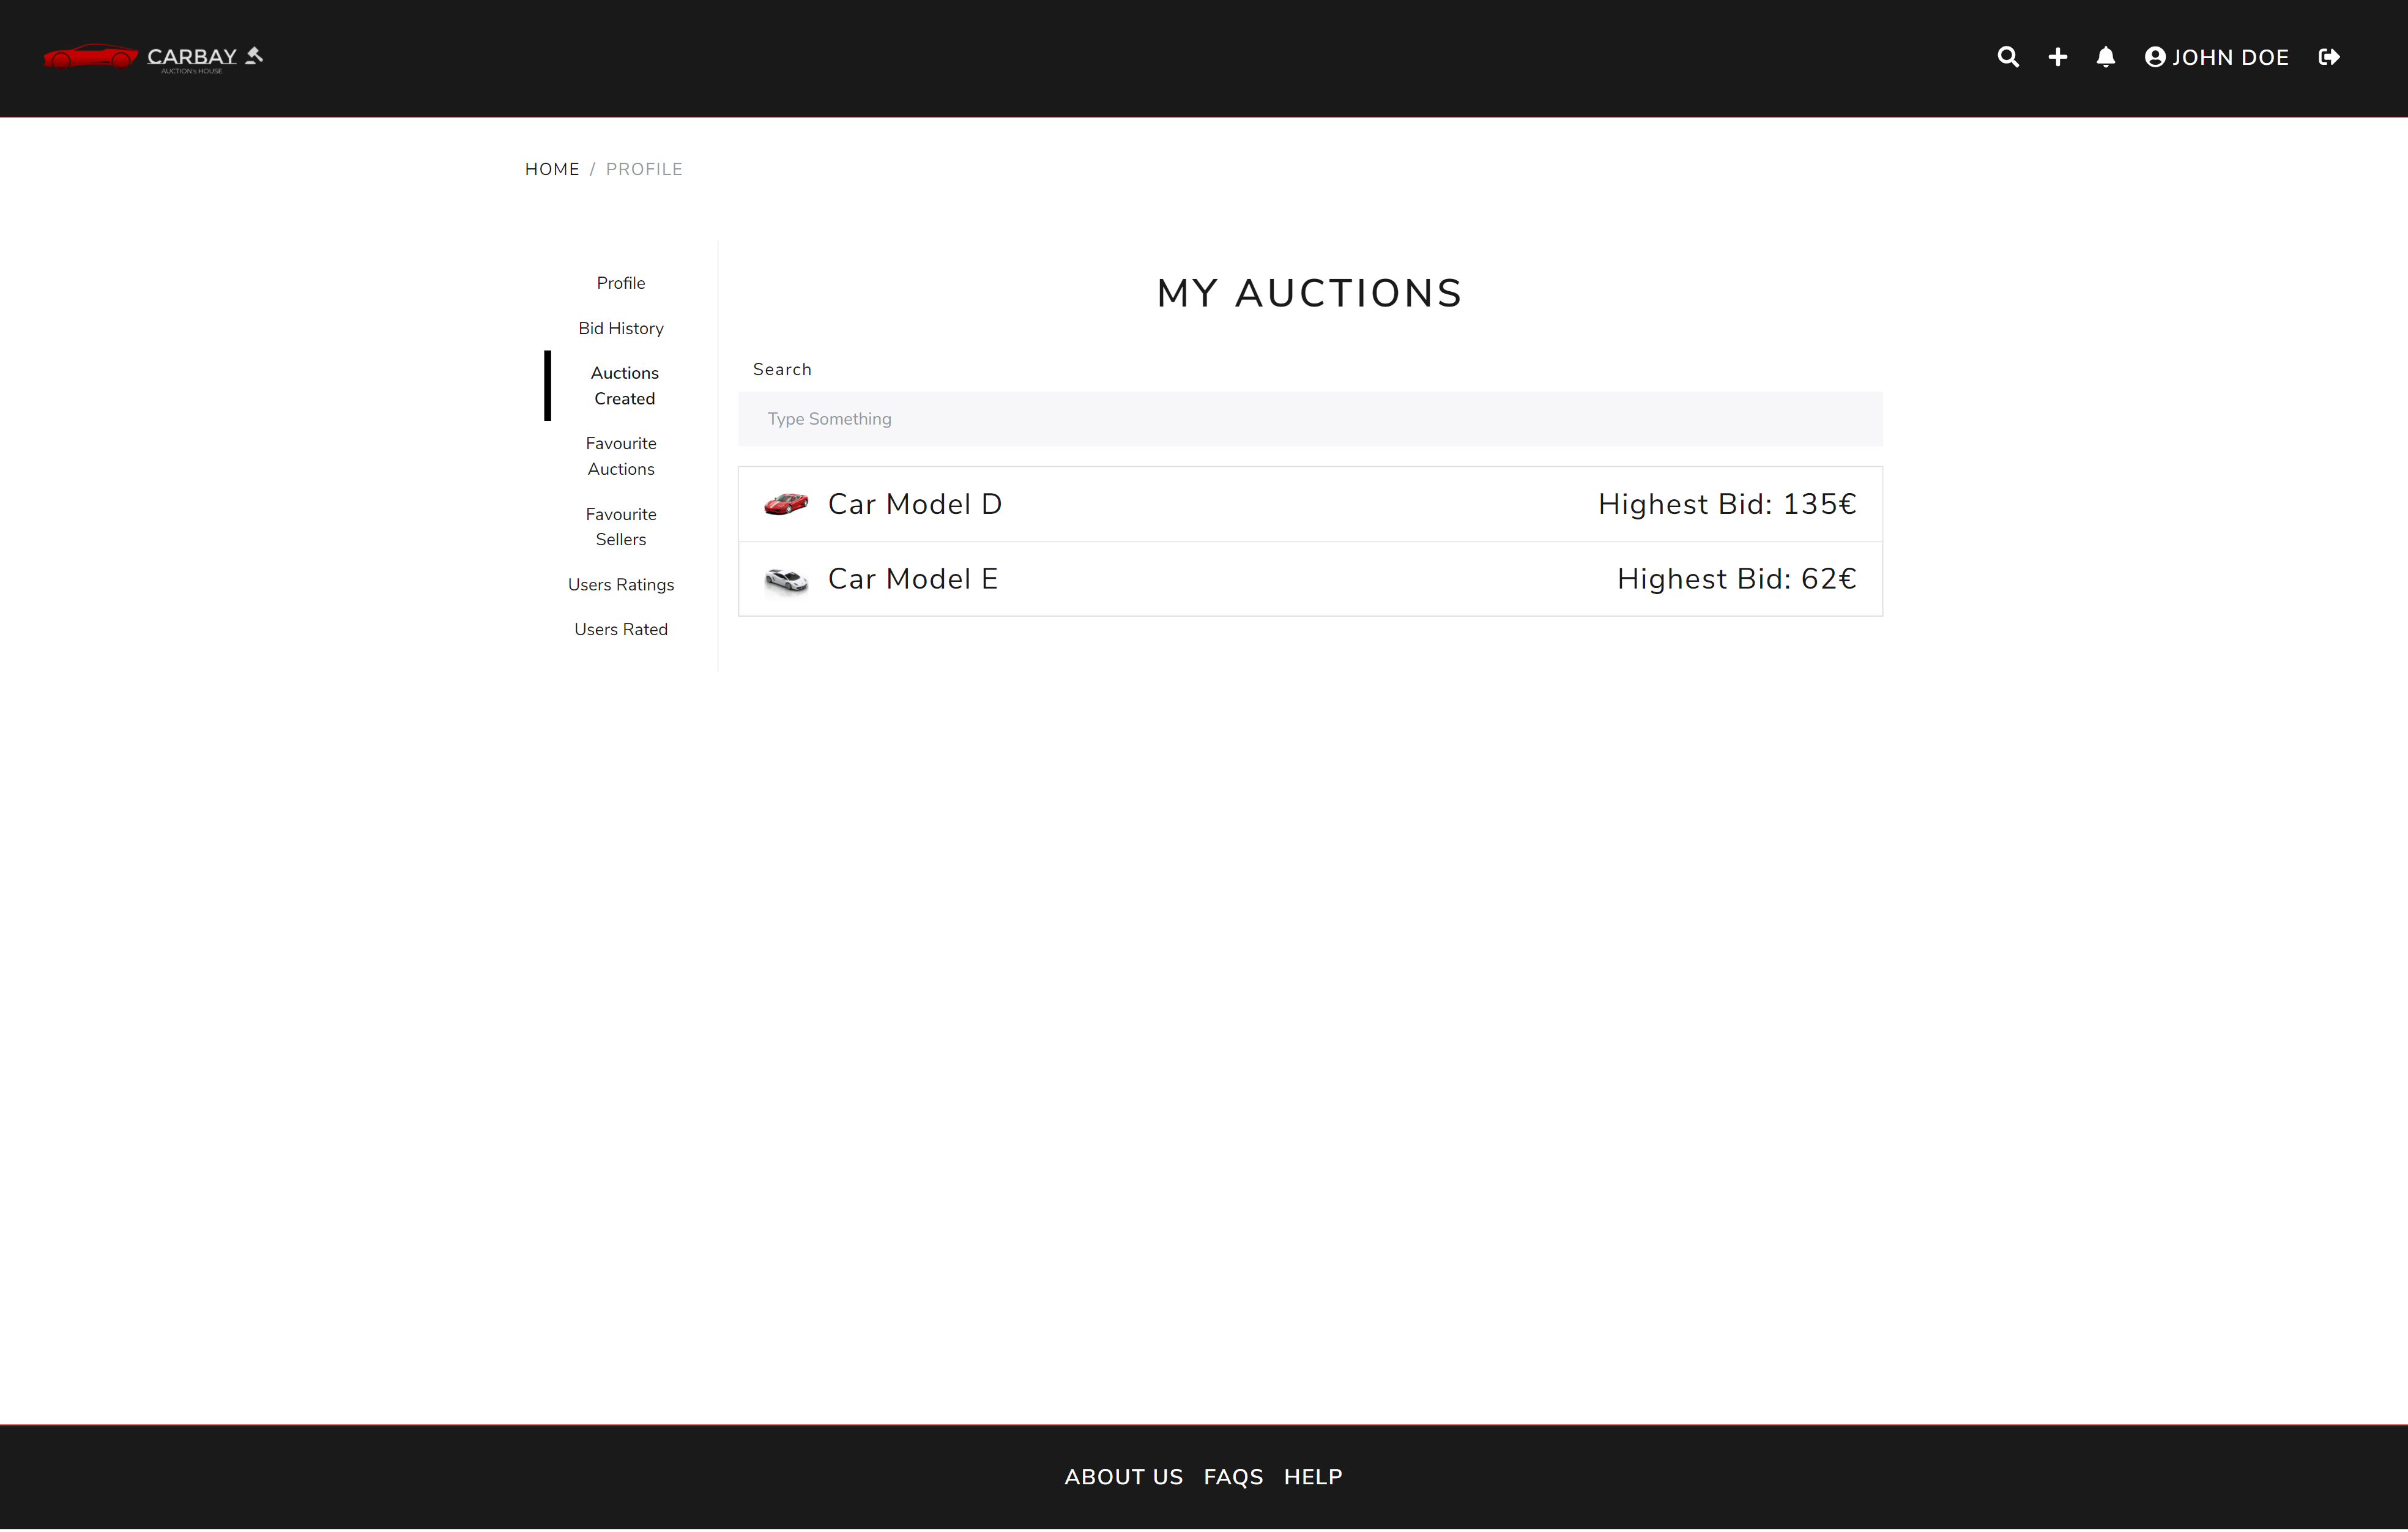 CARBAY
AUCTION's HOUSE
JOHN DOE
HOME / PROFILE
Profile
Bid History
Auctions
Created
Favourite
Auctions
Favourite
Sellers
Users Ratings
Users Rated
MY AUCTIONS
Search
Type Something
Car Model D Highest Bid: 135€
Car Model E Highest Bid: 62€
ABOUT US FAQS HELP